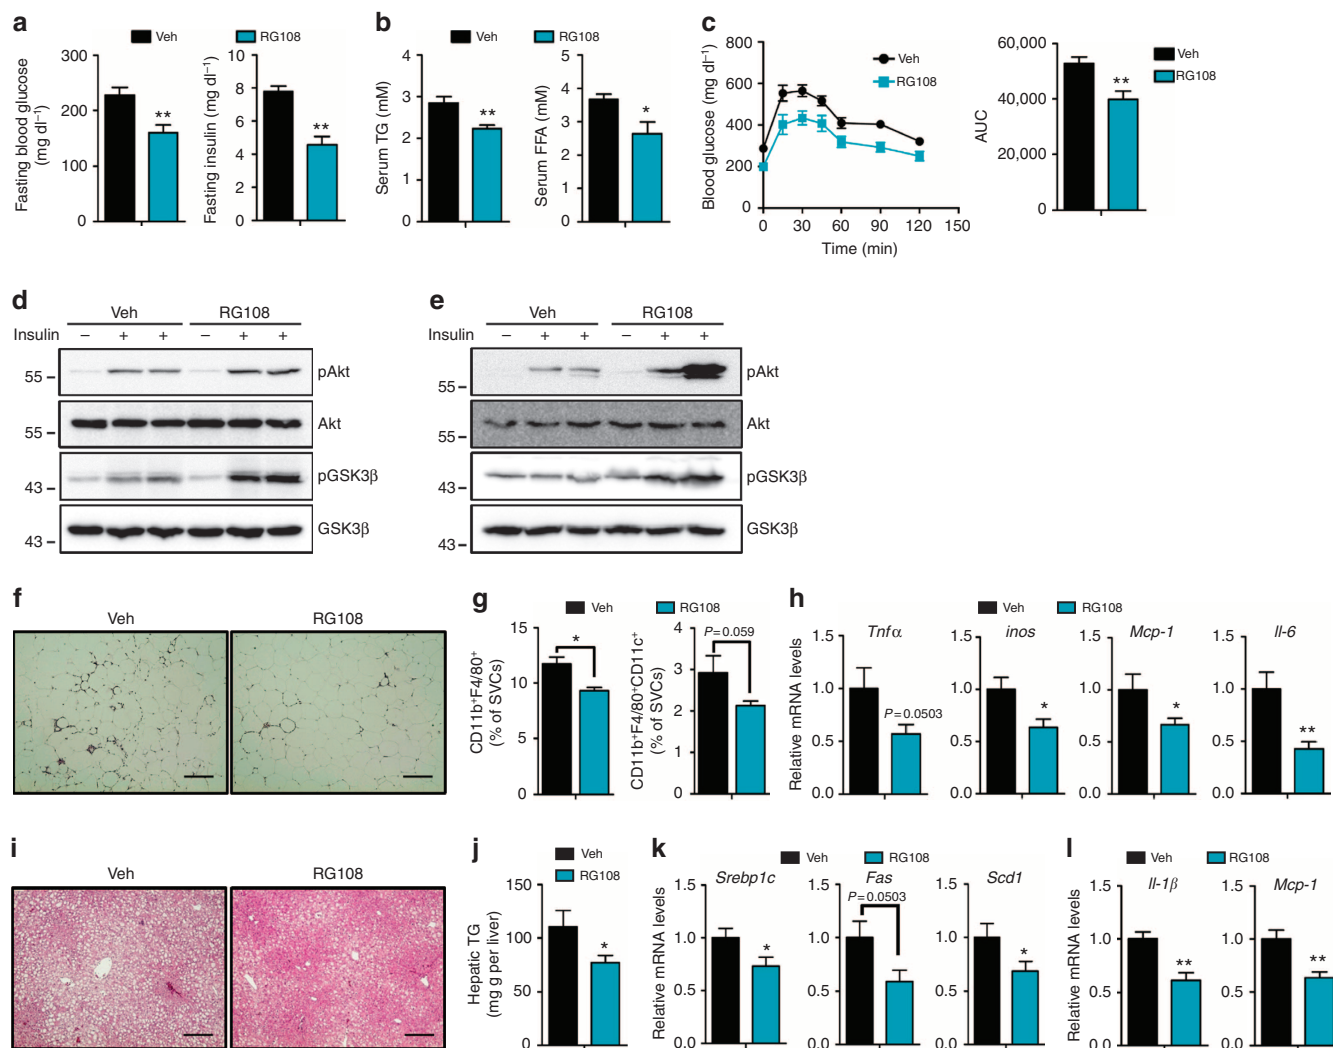 a
Veh
RG108
Fasting blood glucose
(mg dl⁻¹)
300
200
100
0
**
Fasting insulin (mg dl⁻¹)
10
8
6
4
2
0
**
b
Veh
RG108
Serum TG (mM)
4
3
2
1
0
**
Serum FFA (mM)
5
4
3
2
1
0
*
c
Blood glucose (mg dl⁻¹)
800
600
400
200
0
Veh
RG108
0 30 60 90 120 150
Time (min)
AUC
60,000
40,000
20,000
0
**
Veh
RG108
d
Veh RG108
Insulin – + + – + +
55 pAkt
55 Akt
43 pGSK3β
43 GSK3β
e
Veh RG108
Insulin – + + – + +
55 pAkt
55 Akt
43 pGSK3β
43 GSK3β
f
Veh RG108
g
Veh
RG108
CD11b⁺F4/80⁺
(% of SVCs)
15
10
5
0
*
CD11b⁺F4/80⁺CD11c⁺
(% of SVCs)
4
3
2
1
0
P=0.059
h
Veh
RG108
Relative mRNA levels
Tnfα
1.5
1.0
0.5
0.0
P=0.0503
inos
1.5
1.0
0.5
0.0
*
Mcp-1
1.5
1.0
0.5
0.0
*
Il-6
1.5
1.0
0.5
0.0
**
i
Veh RG108
j
Veh
RG108
Hepatic TG
(mg g per liver)
150
100
50
0
*
k
Veh
RG108
Relative mRNA levels
Srebp1c
1.5
1.0
0.5
0.0
*
Fas
P=0.0503
1.5
1.0
0.5
0.0
Scd1
1.5
1.0
0.5
0.0
*
l
Veh
RG108
Relative mRNA levels
Il-1β
1.5
1.0
0.5
0.0
**
Mcp-1
1.5
1.0
0.5
0.0
**